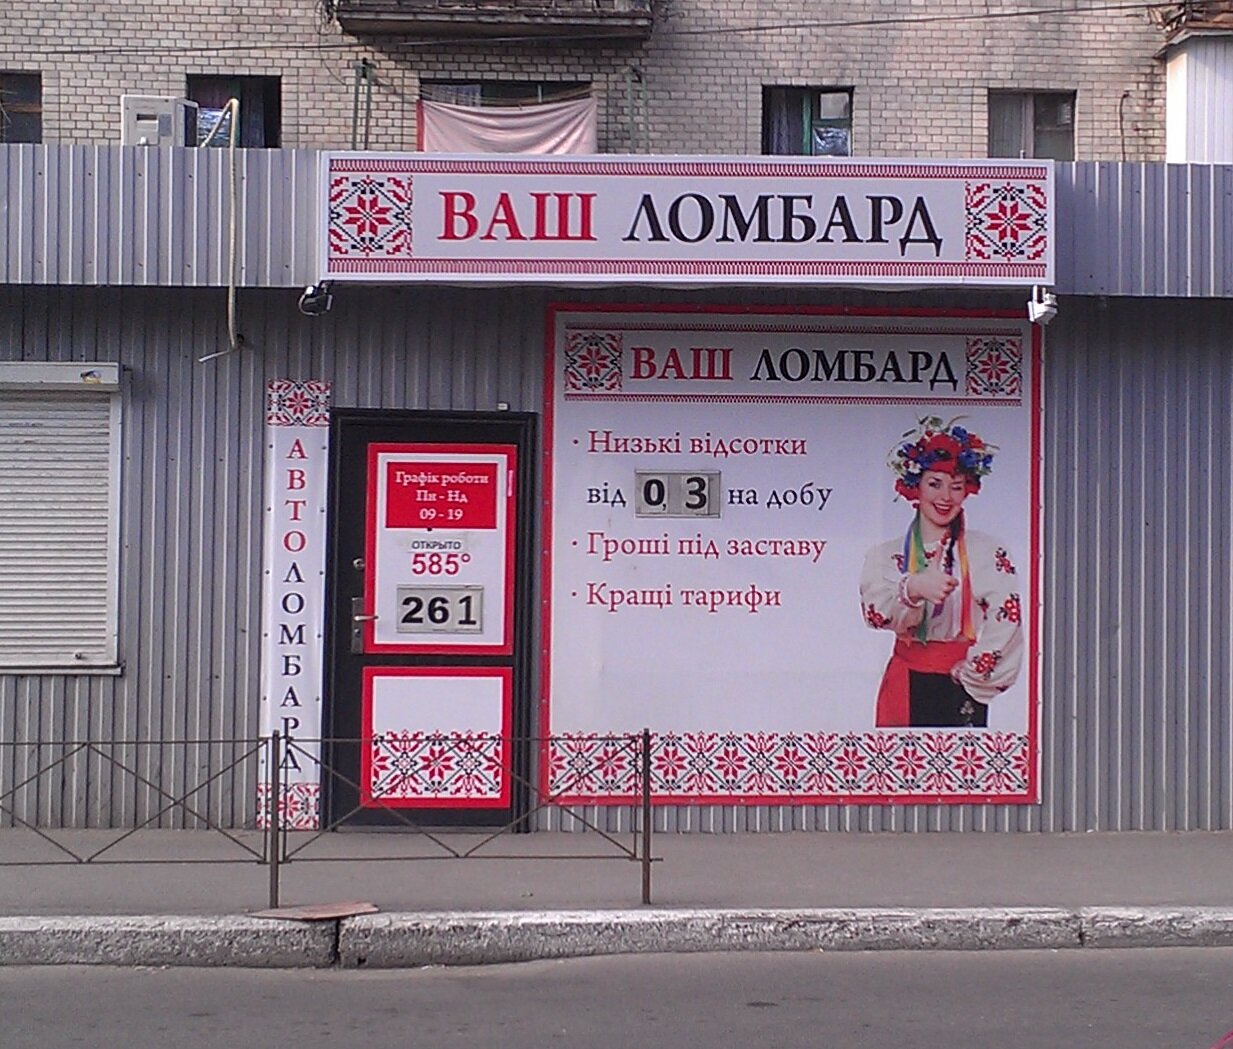 ВАШ ЛОМБАРД
ВАШ ЛОМБАРД
· Низькі відсотки
від 0,3 на добу
· Гроші під заставу
· Кращі тарифи
АВТОЛОМБАРД
Графік роботи
Пн - Нд
09 - 19
ОТКРЫТО
585°
261